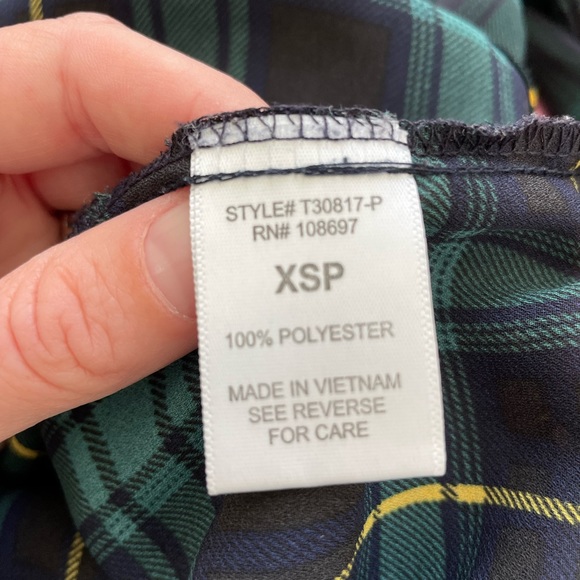 STYLE# T30817-P
RN# 108697
XSP
100% POLYESTER
MADE IN VIETNAM
SEE REVERSE
FOR CARE